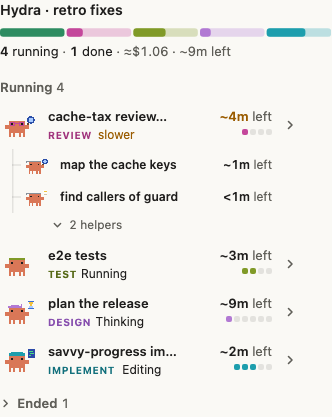 Hydra · retro fixes
4 running · 1 done · ≈$1.06 · ~9m left
Running 4
cache-tax review...
~4m left
REVIEW slower
map the cache keys
~1m left
find callers of guard
<1m left
2 helpers
e2e tests
~3m left
TEST Running
plan the release
~9m left
DESIGN Thinking
savvy-progress im...
~2m left
IMPLEMENT Editing
Ended 1